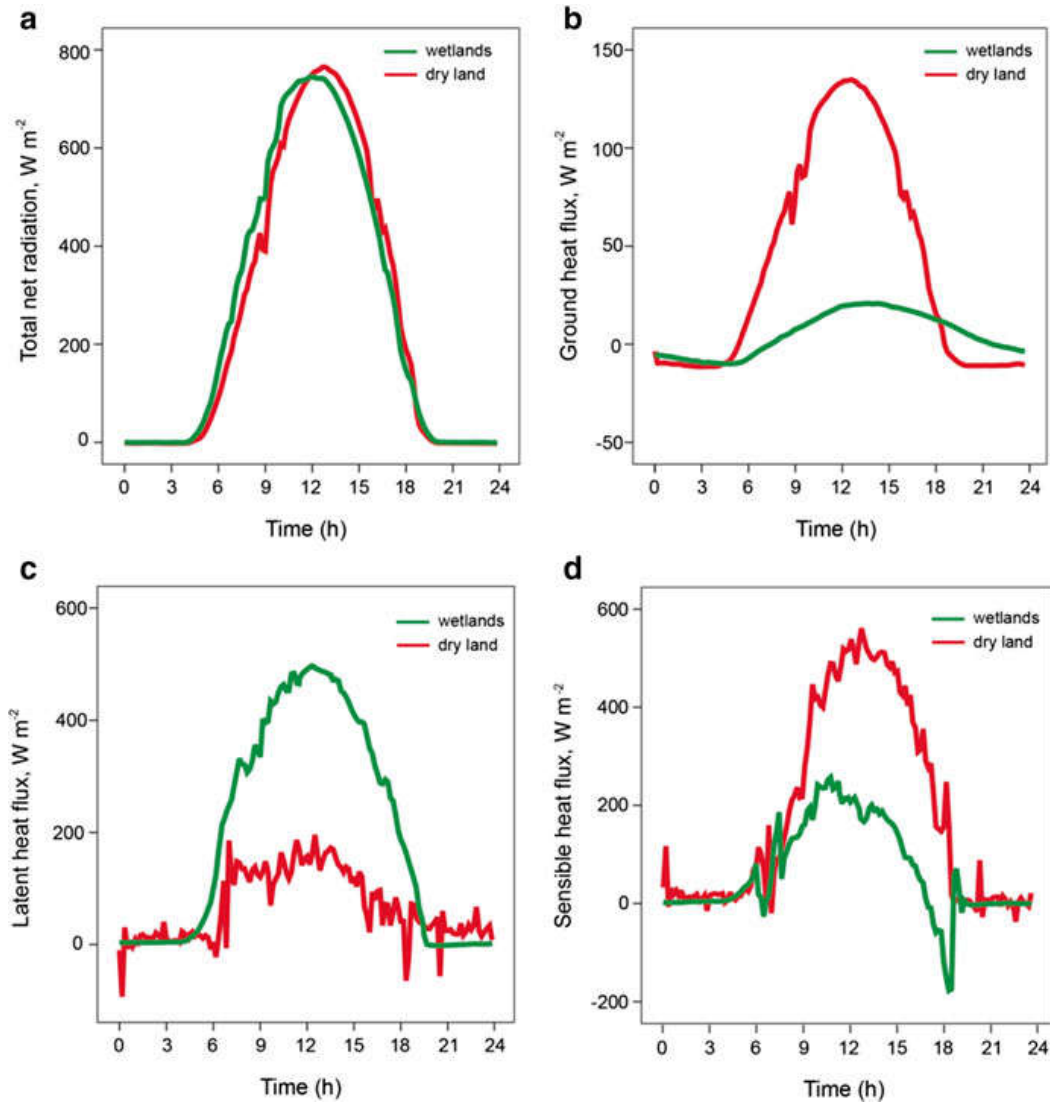 a
Total net radiation, W m⁻²
800
600
400
200
0
0 3 6 9 12 15 18 21 24
Time (h)
wetlands
dry land
b
Ground heat flux, W m⁻²
150
100
50
0
-50
0 3 6 9 12 15 18 21 24
Time (h)
wetlands
dry land
c
Latent heat flux, W m⁻²
600
400
200
0
0 3 6 9 12 15 18 21 24
Time (h)
wetlands
dry land
d
Sensible heat flux, W m⁻²
600
400
200
0
-200
0 3 6 9 12 15 18 21 24
Time (h)
wetlands
dry land